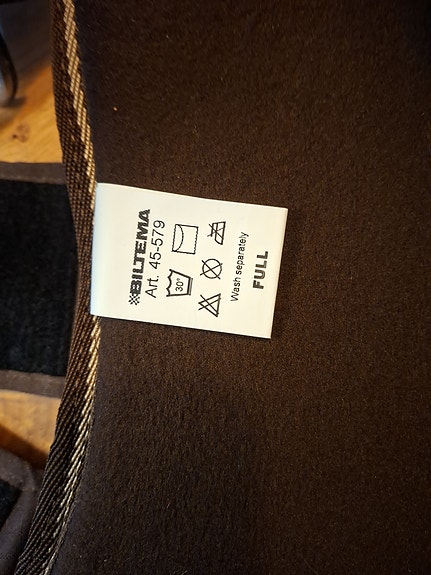 BILTEMA
Art. 45-579
30°
Wash separately
FULL